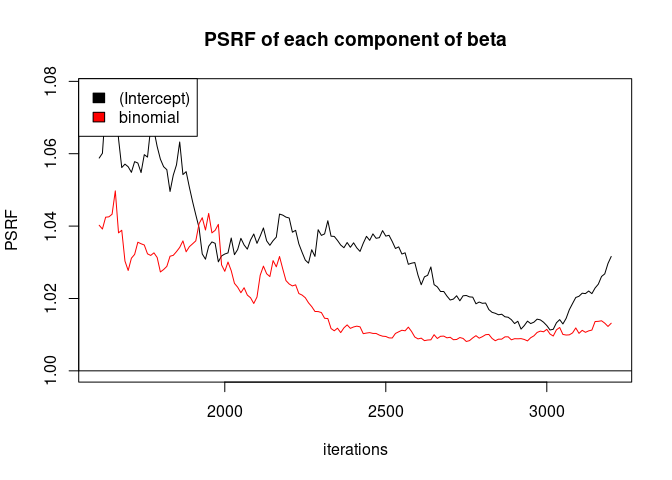 PSRF of each component of beta
(Intercept)
binomial
PSRF
1.08
1.06
1.04
1.02
1.00
2000 2500 3000
iterations